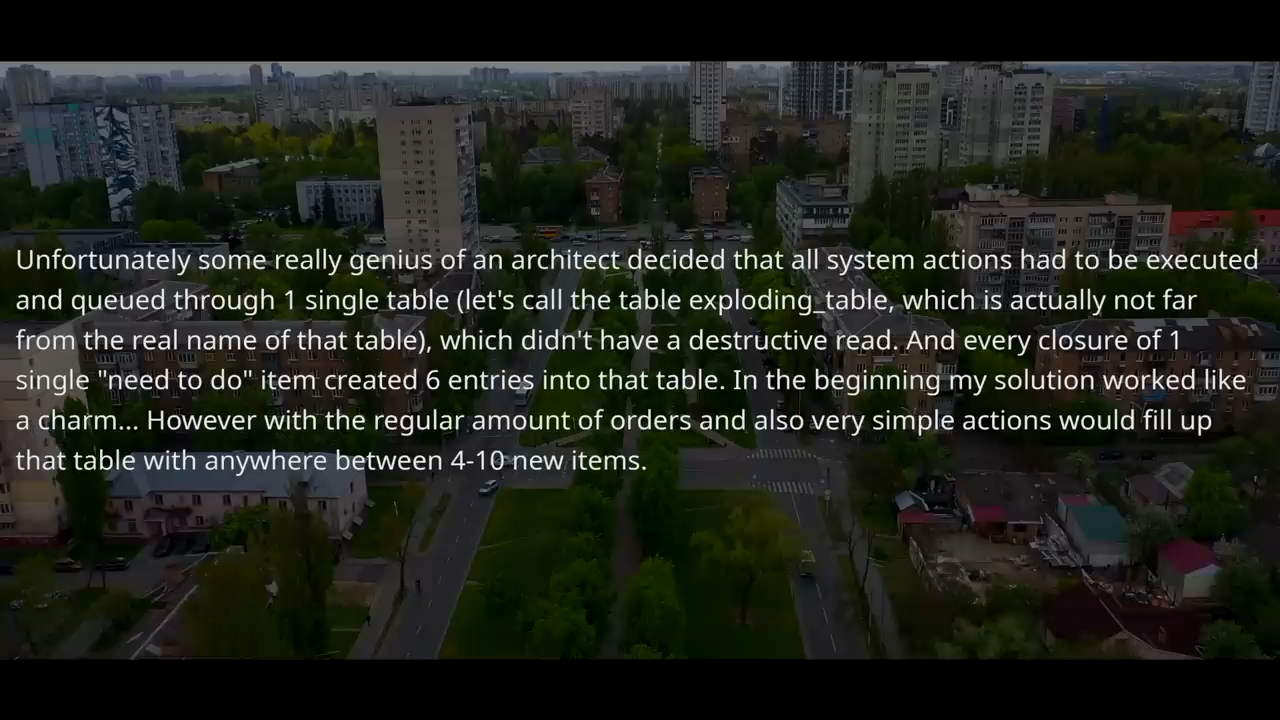 Unfortunately some really genius of an architect decided that all system actions had to be executed
and queued through 1 single table (let's call the table exploding_table, which is actually not far
from the real name of that table), which didn't have a destructive read. And every closure of 1
single "need to do" item created 6 entries into that table. In the beginning my solution worked like
a charm... However with the regular amount of orders and also very simple actions would fill up
that table with anywhere between 4-10 new items.